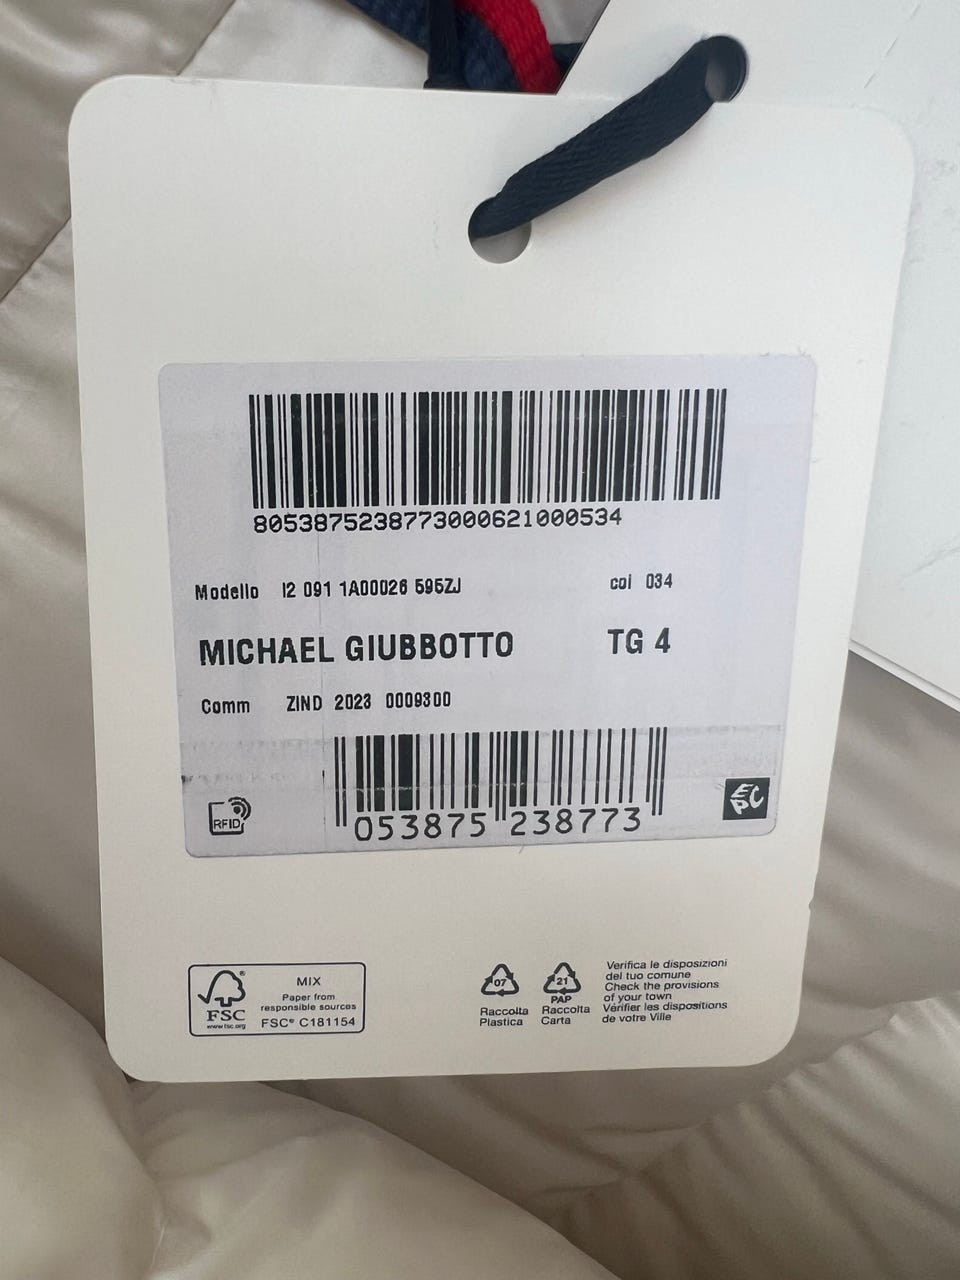 8053875238773000621000534
Modello I2 091 1A00026 595ZJ col 034
MICHAEL GIUBBOTTO TG 4
Comm ZIND 2023 0009300
RFID
053875 238773
EPC
FSC®
www.fsc.org
MIX
Paper from
responsible sources
FSC® C181154
07
Raccolta
Plastica
21
PAP
Raccolta
Carta
Verifica le disposizioni
del tuo comune
Check the provisions
of your town
Vérifier les dispositions
de votre Ville